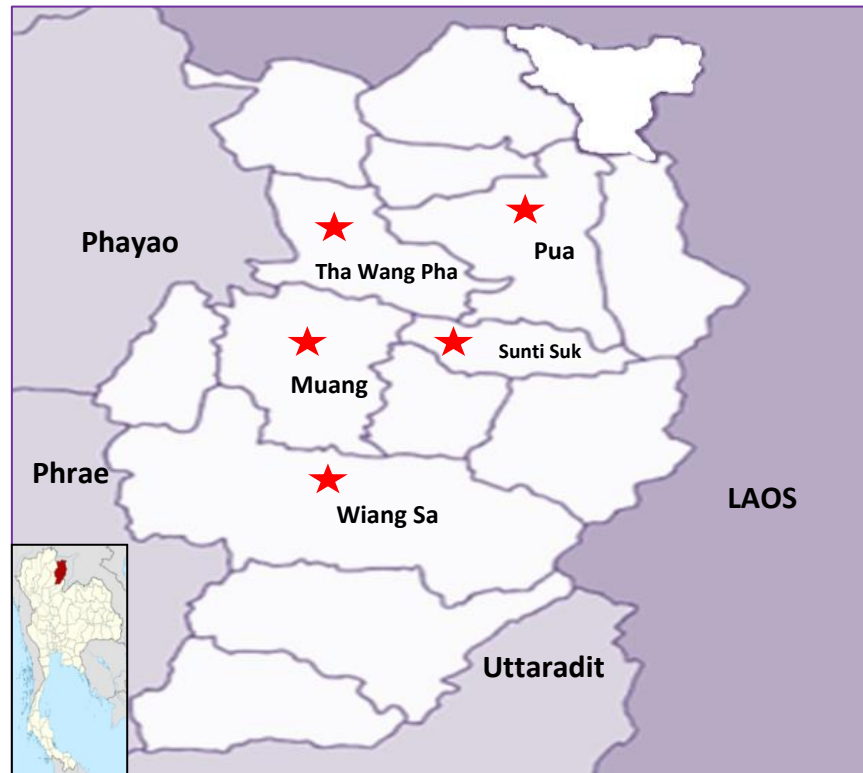 Phayao
Tha Wang Pha
Pua
Muang
Sunti Suk
Phrae
Wiang Sa
LAOS
Uttaradit